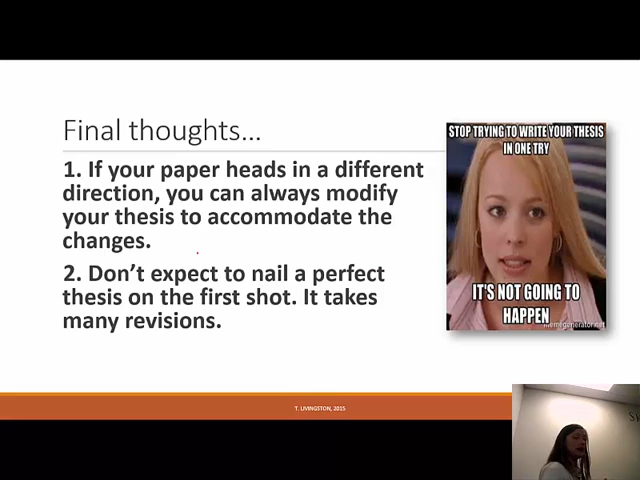 Final thoughts...
1. If your paper heads in a different
direction, you can always modify
your thesis to accommodate the
changes.
2. Don't expect to nail a perfect
thesis on the first shot. It takes
many revisions.
STOP TRYING TO WRITE YOUR THESIS
IN ONE TRY
IT'S NOT GOING TO
HAPPEN
memegenerator.net
T. LIVINGSTON, 2015